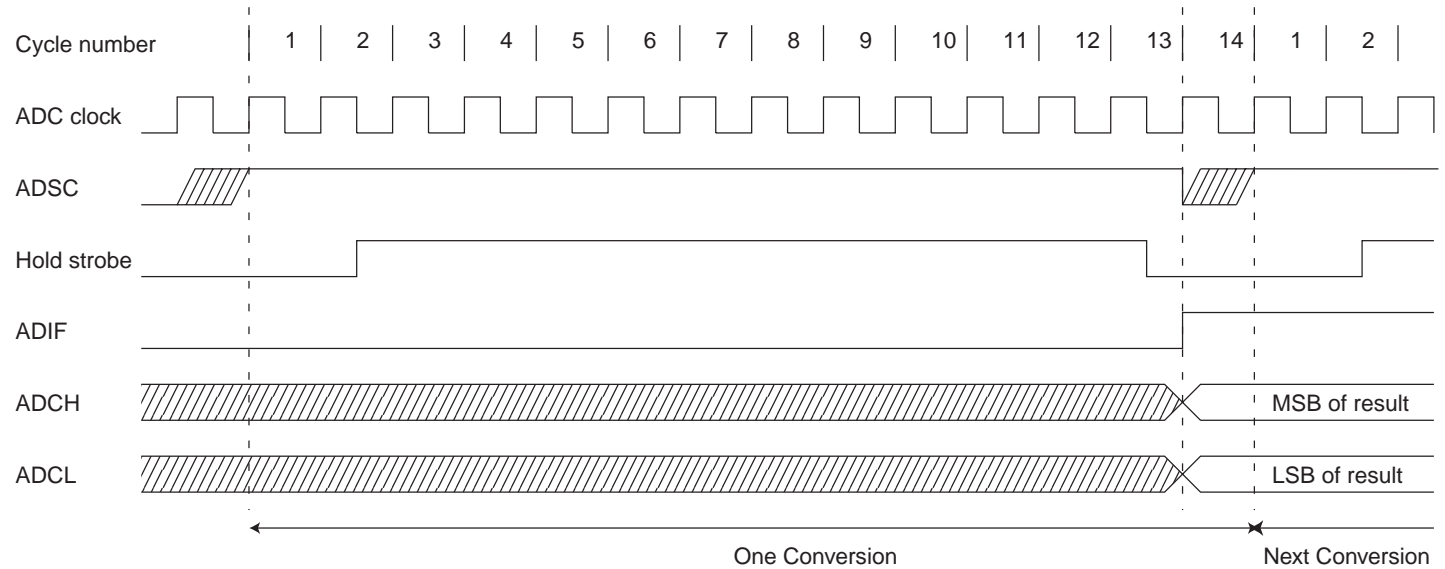 Cycle number 1 2 3 4 5 6 7 8 9 10 11 12 13 14 1 2
ADC clock
ADSC
Hold strobe
ADIF
ADCH MSB of result
ADCL LSB of result
One Conversion Next Conversion